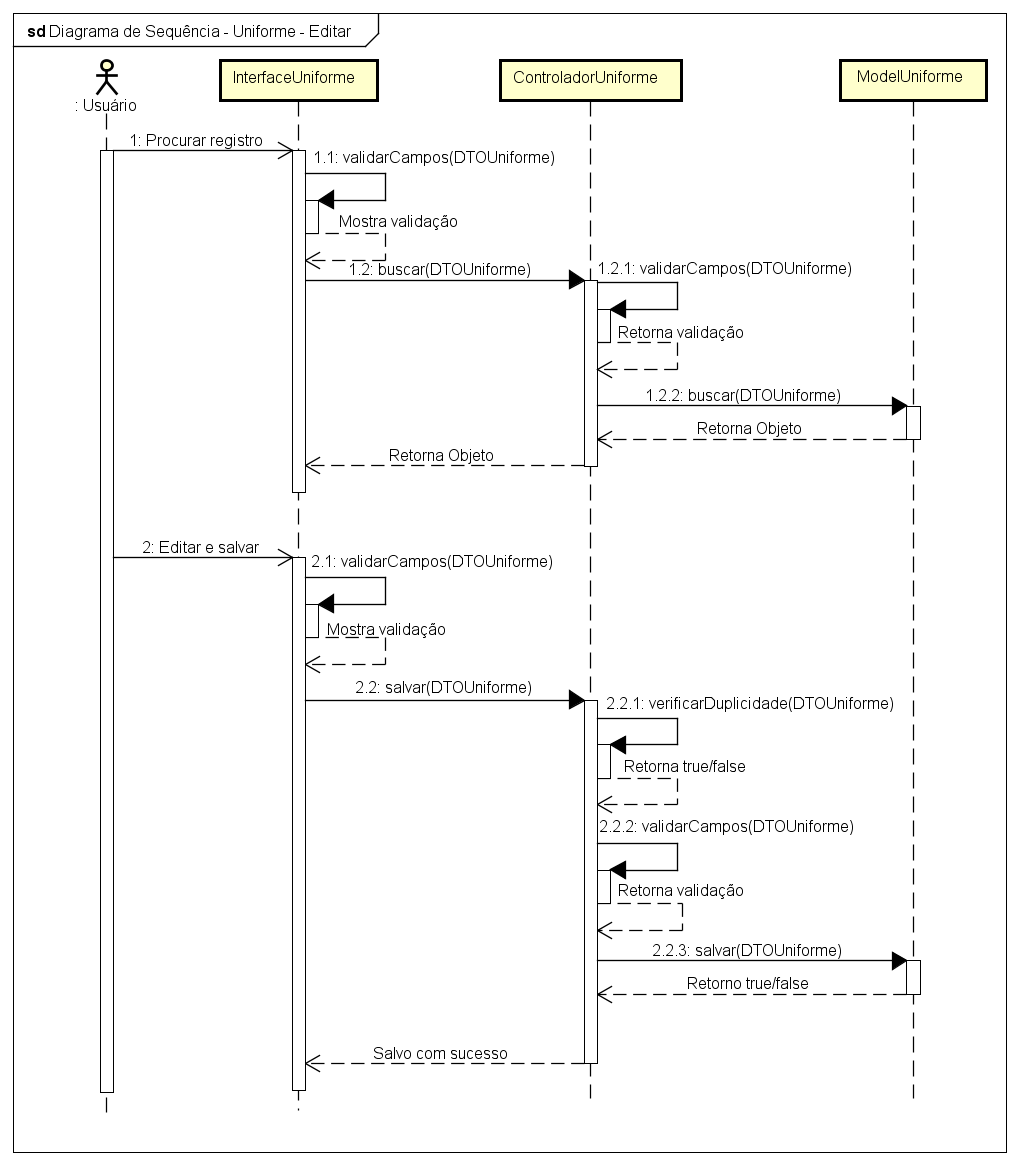 sd Diagrama de Sequência - Uniforme - Editar
: Usuário
InterfaceUniforme
ControladorUniforme
ModelUniforme
1: Procurar registro
1.1: validarCampos(DTOUniforme)
Mostra validação
1.2: buscar(DTOUniforme)
1.2.1: validarCampos(DTOUniforme)
Retorna validação
1.2.2: buscar(DTOUniforme)
Retorna Objeto
Retorna Objeto
2: Editar e salvar
2.1: validarCampos(DTOUniforme)
Mostra validação
2.2: salvar(DTOUniforme)
2.2.1: verificarDuplicidade(DTOUniforme)
Retorna true/false
2.2.2: validarCampos(DTOUniforme)
Retorna validação
2.2.3: salvar(DTOUniforme)
Retorno true/false
Salvo com sucesso